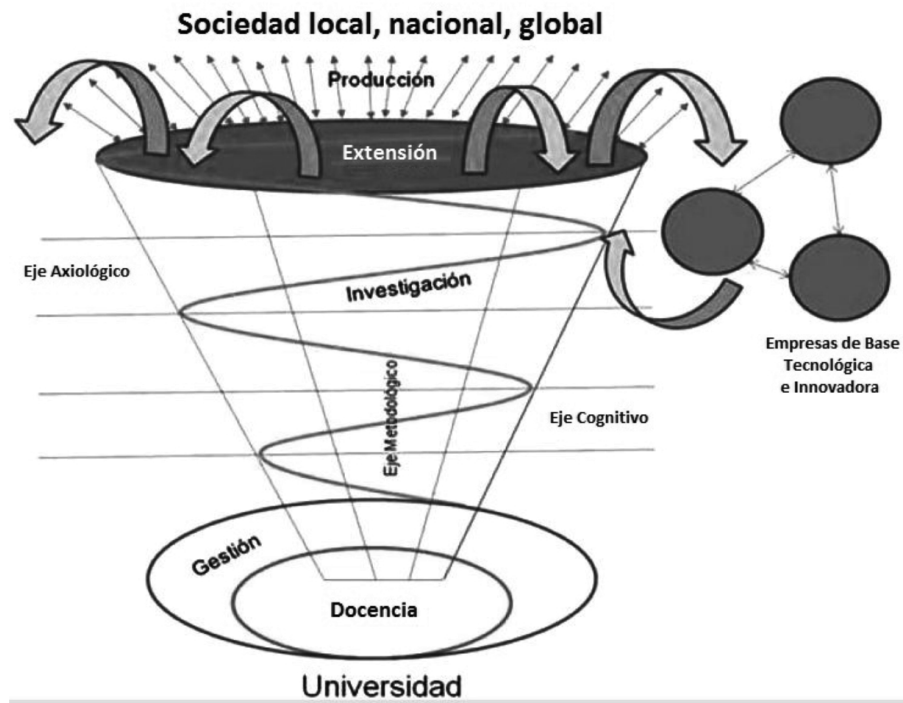 Sociedad local, nacional, global
Producción
Extensión
Eje Axiológico
Investigación
Empresas de Base
Tecnológica
e Innovadora
Eje Metodológico
Eje Cognitivo
Gestión
Docencia
Universidad